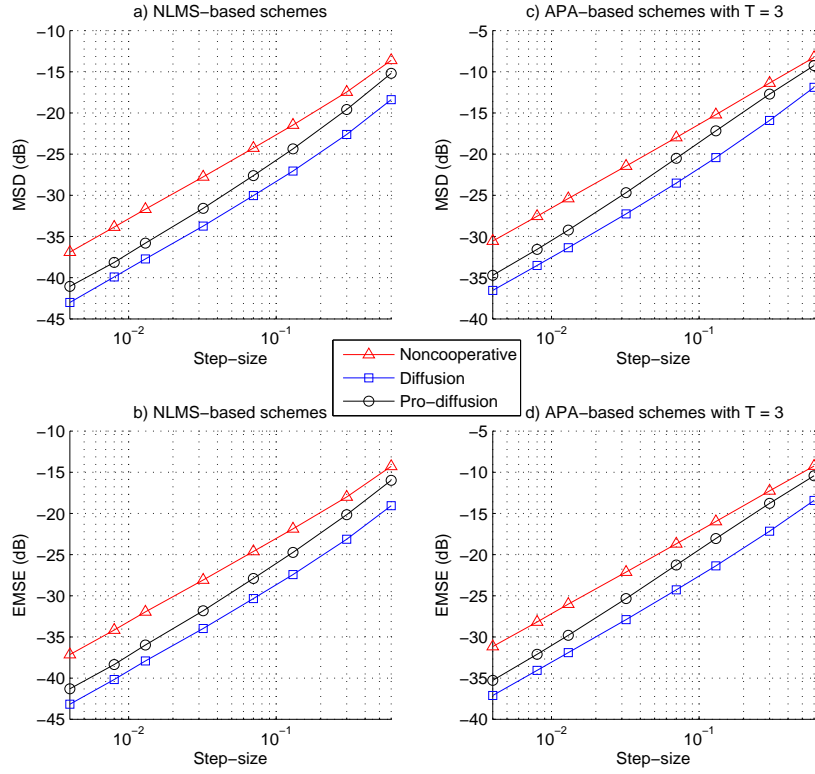 a) NLMS−based schemes
−10
−15
−20
−25
−30
−35
−40
−45
MSD (dB)
10−2
10−1
Step−size
c) APA−based schemes with T = 3
−5
−10
−15
−20
−25
−30
−35
−40
MSD (dB)
10−2
10−1
Step−size
Noncooperative
Diffusion
Pro−diffusion
b) NLMS−based schemes
−10
−15
−20
−25
−30
−35
−40
−45
EMSE (dB)
10−2
10−1
Step−size
d) APA−based schemes with T = 3
−5
−10
−15
−20
−25
−30
−35
−40
EMSE (dB)
10−2
10−1
Step−size